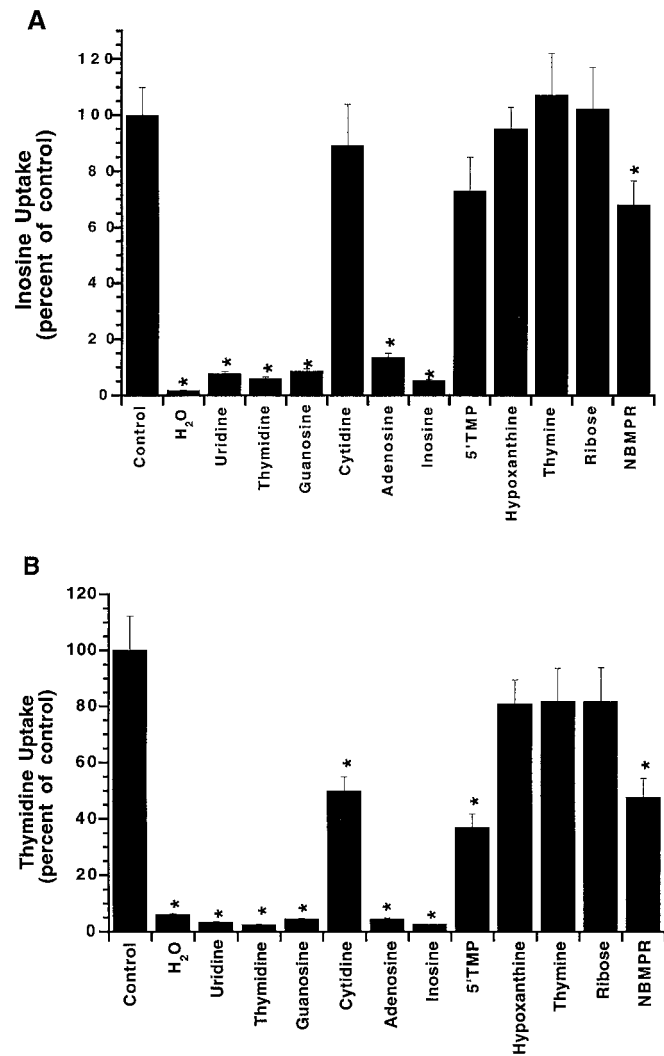 A
Inosine Uptake
(percent of control)
120
100
80
60
40
20
0
*
*
*
*
*
*
*
Control
H₂O
Uridine
Thymidine
Guanosine
Cytidine
Adenosine
Inosine
5'TMP
Hypoxanthine
Thymine
Ribose
NBMPR
B
Thymidine Uptake
(percent of control)
120
100
80
60
40
20
0
*
*
*
*
*
*
*
*
*
Control
H₂O
Uridine
Thymidine
Guanosine
Cytidine
Adenosine
Inosine
5'TMP
Hypoxanthine
Thymine
Ribose
NBMPR